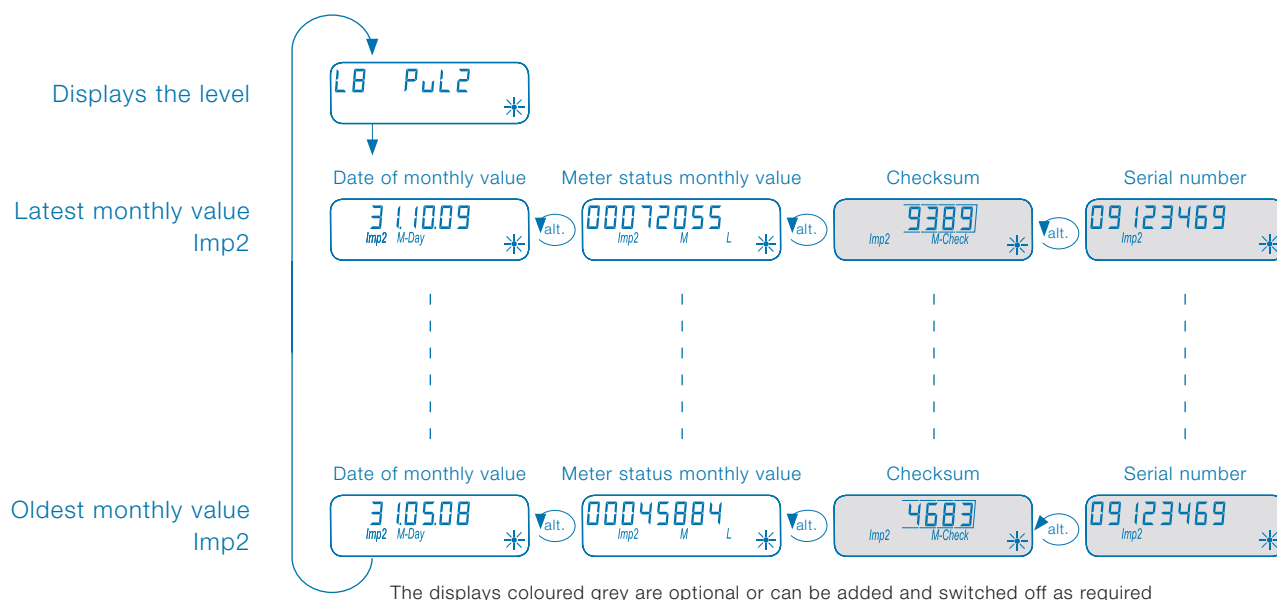 Displays the level
L8 PuL2
Date of monthly value Meter status monthly value Checksum Serial number
Latest monthly value
Imp2
31.10.09 alt. 00072055 alt. 9389 alt. 09123469
Imp2 M-Day Imp2 M L Imp2 M-Check Imp2
Date of monthly value Meter status monthly value Checksum Serial number
Oldest monthly value
Imp2
31.05.08 alt. 00045884 alt. 4683 alt. 09123469
Imp2 M-Day Imp2 M L Imp2 M-Check Imp2
The displays coloured grey are optional or can be added and switched off as required